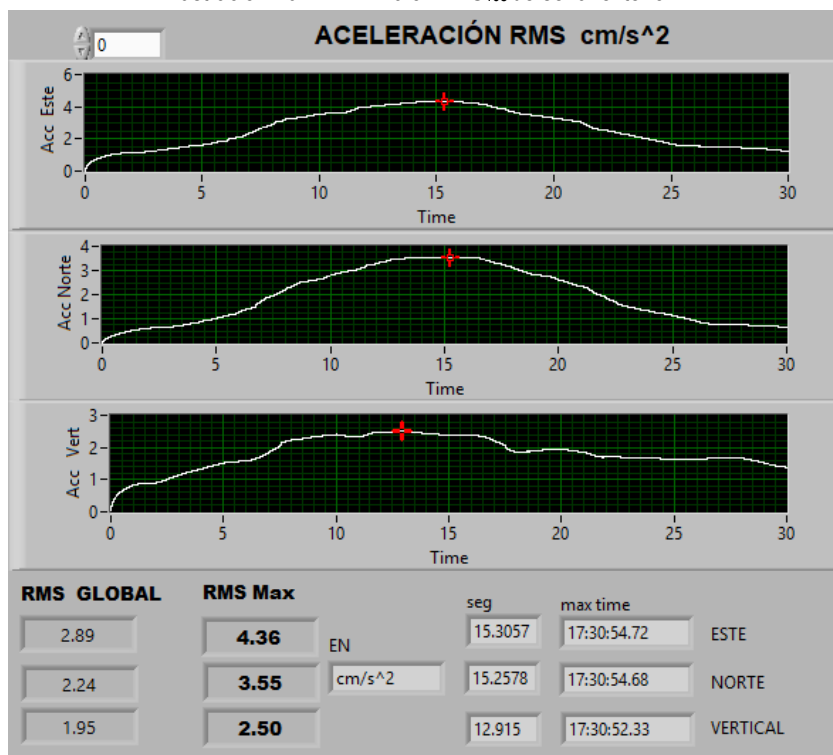 0
ACELERACIÓN RMS cm/s^2
Acc Este
6
4
2
0
0 5 10 15 20 25 30
Time
Acc Norte
4
3
2
1
0
0 5 10 15 20 25 30
Time
Acc Vert
3
2
1
0
0 5 10 15 20 25 30
Time
RMS GLOBAL RMS Max seg max time
2.89 4.36 EN 15.3057 17:30:54.72 ESTE
2.24 3.55 cm/s^2 15.2578 17:30:54.68 NORTE
1.95 2.50 12.915 17:30:52.33 VERTICAL